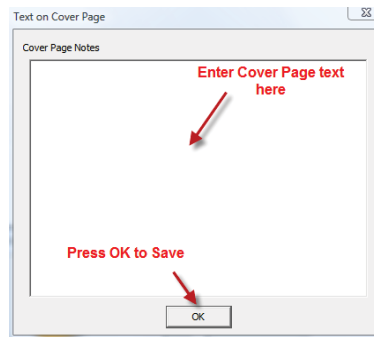 Text on Cover Page
Cover Page Notes
Enter Cover Page text
here
Press OK to Save
OK